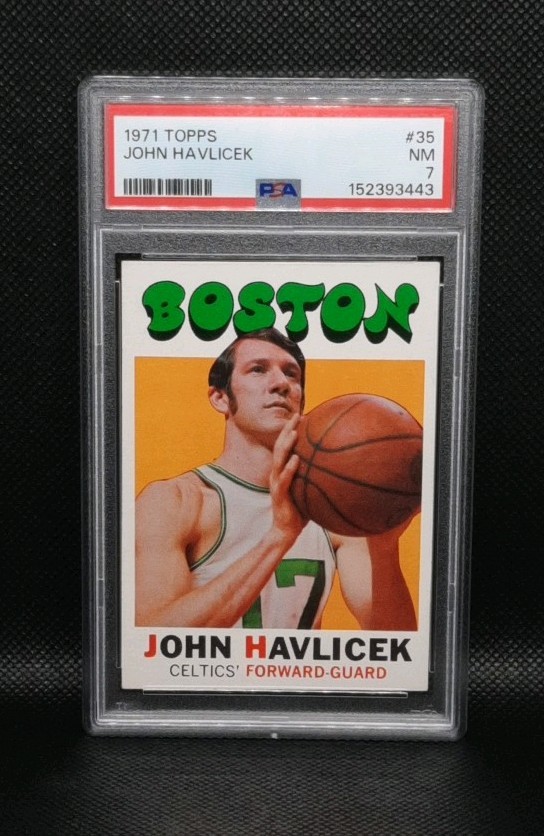 1971 TOPPS #35
JOHN HAVLICEK NM
7
PSA 152393443
BOSTON
17
JOHN HAVLICEK
CELTICS' FORWARD-GUARD